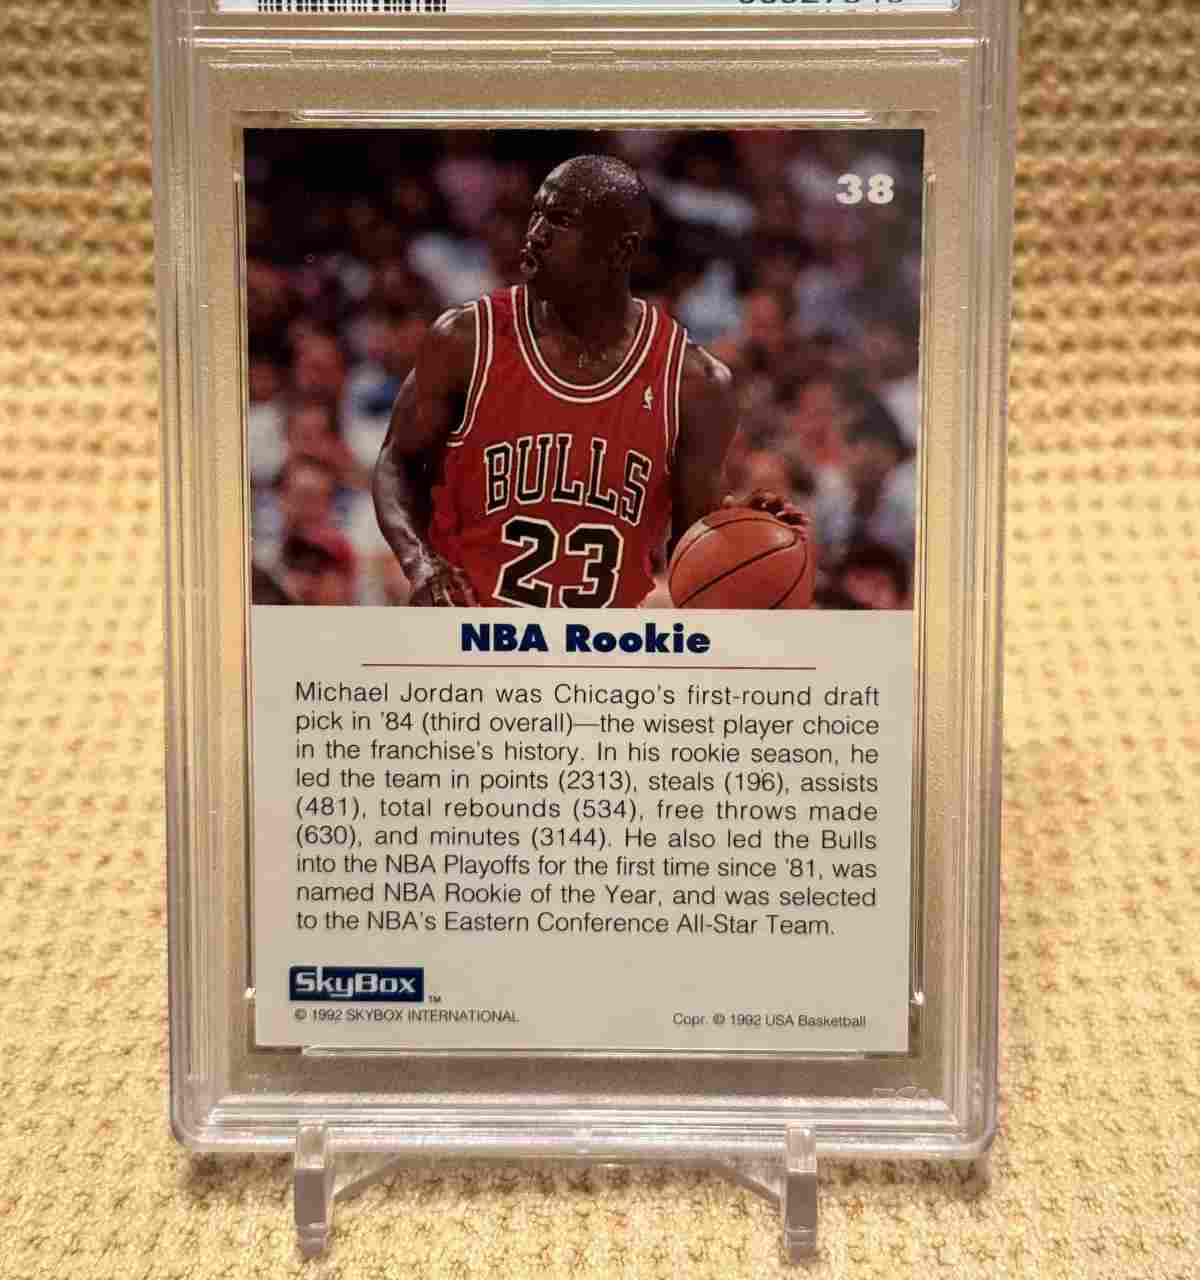 38
BULLS
23
NBA Rookie
Michael Jordan was Chicago's first-round draft
pick in '84 (third overall)—the wisest player choice
in the franchise's history. In his rookie season, he
led the team in points (2313), steals (196), assists
(481), total rebounds (534), free throws made
(630), and minutes (3144). He also led the Bulls
into the NBA Playoffs for the first time since '81, was
named NBA Rookie of the Year, and was selected
to the NBA's Eastern Conference All-Star Team.
SkyBox™
© 1992 SKYBOX INTERNATIONAL
Copr. © 1992 USA Basketball